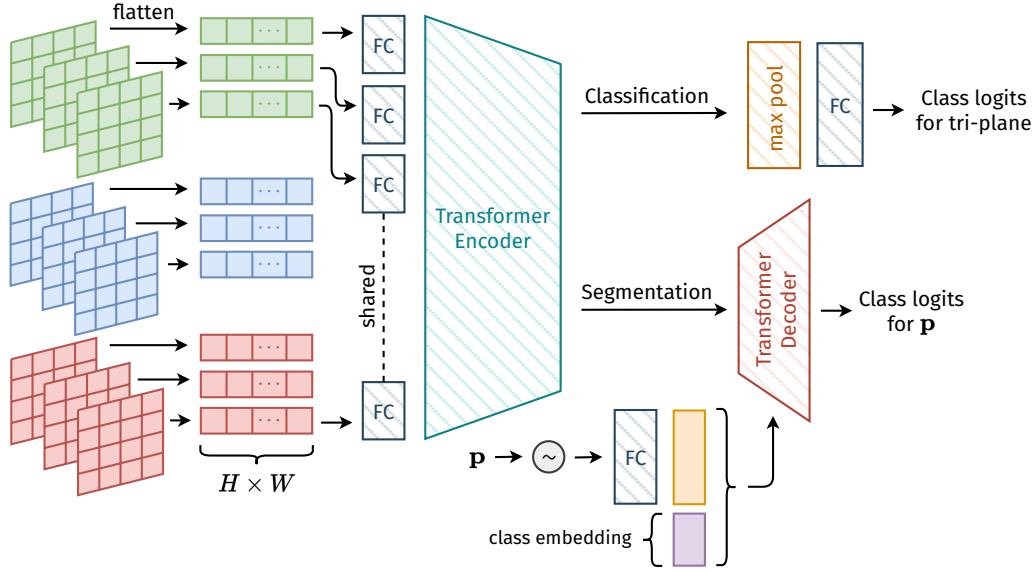 flatten
···
FC
···
···
FC
FC
···
···
···
shared
···
···
···
FC
H × W
Transformer
Encoder
Classification
max pool
FC
Class logits
for tri-plane
Segmentation
Transformer
Decoder
Class logits
for p
p
~
FC
class embedding